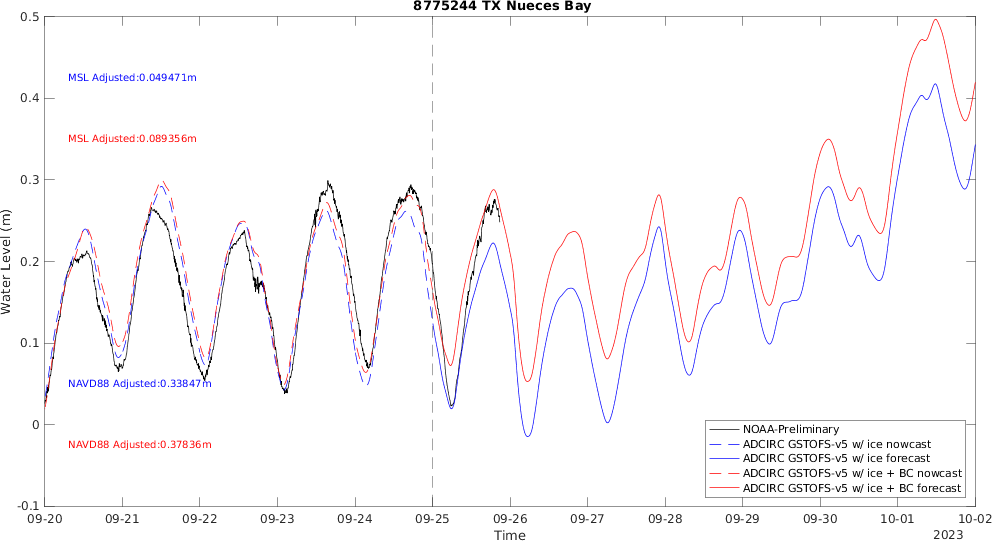 8775244 TX Nueces Bay
0.5
0.4
0.3
0.2
0.1
0
-0.1
Water Level (m)
MSL Adjusted:0.049471m
MSL Adjusted:0.089356m
NAVD88 Adjusted:0.33847m
NAVD88 Adjusted:0.37836m
NOAA-Preliminary
ADCIRC GSTOFS-v5 w/ ice nowcast
ADCIRC GSTOFS-v5 w/ ice forecast
ADCIRC GSTOFS-v5 w/ ice + BC nowcast
ADCIRC GSTOFS-v5 w/ ice + BC forecast
09-20 09-21 09-22 09-23 09-24 09-25 09-26 09-27 09-28 09-29 09-30 10-01 10-02
Time
2023